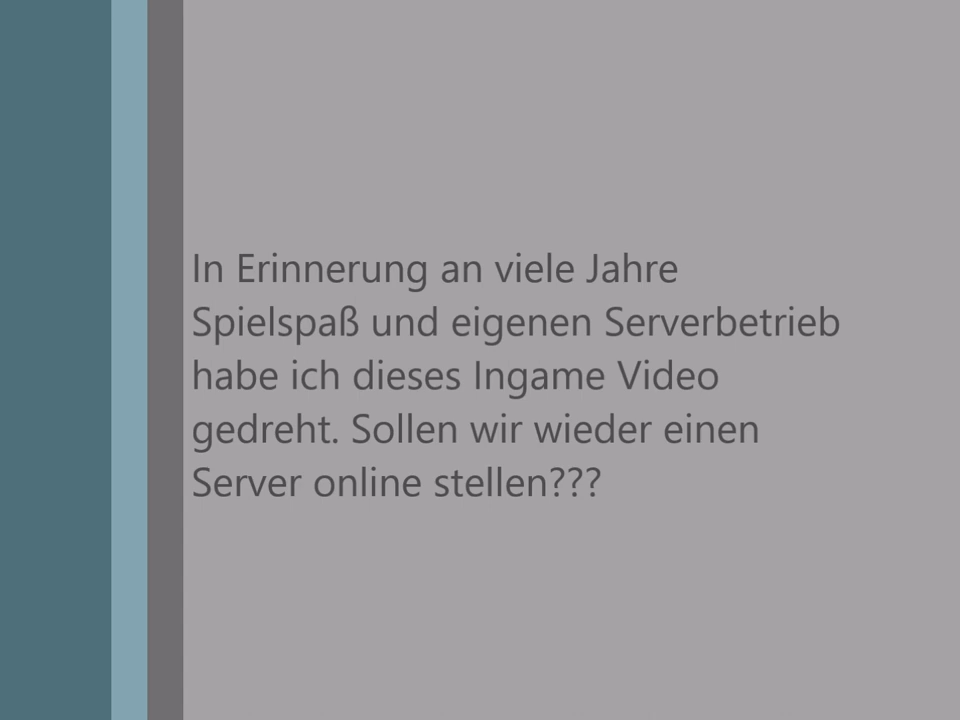 In Erinnerung an viele Jahre
Spielspaß und eigenen Serverbetrieb
habe ich dieses Ingame Video
gedreht. Sollen wir wieder einen
Server online stellen???